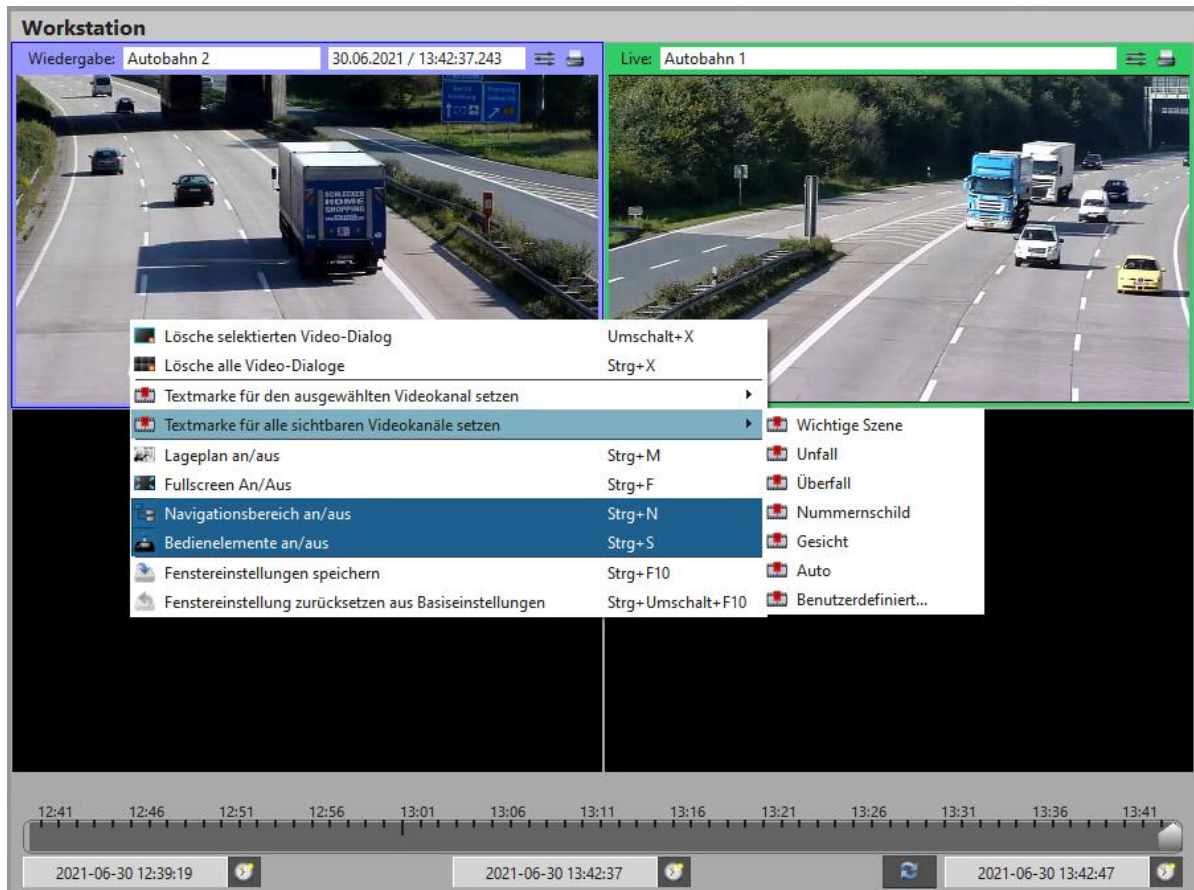 Workstation
Wiedergabe: Autobahn 2 30.06.2021 / 13:42:37.243
Live: Autobahn 1
SCHLECKER
HOME
SHOPPING
Lösche selektierten Video-Dialog Umschalt+X
Lösche alle Video-Dialoge Strg+X
Textmarke für den ausgewählten Videokanal setzen
Textmarke für alle sichtbaren Videokanäle setzen
Lageplan an/aus Strg+M
Fullscreen An/Aus Strg+F
Navigationsbereich an/aus Strg+N
Bedienelemente an/aus Strg+S
Fenstereinstellungen speichern Strg+F10
Fenstereinstellung zurücksetzen aus Basiseinstellungen Strg+Umschalt+F10
Wichtige Szene
Unfall
Überfall
Nummernschild
Gesicht
Auto
Benutzerdefiniert...
12:41 12:46 12:51 12:56 13:01 13:06 13:11 13:16 13:21 13:26 13:31 13:36 13:41
2021-06-30 12:39:19 2021-06-30 13:42:37 2021-06-30 13:42:47